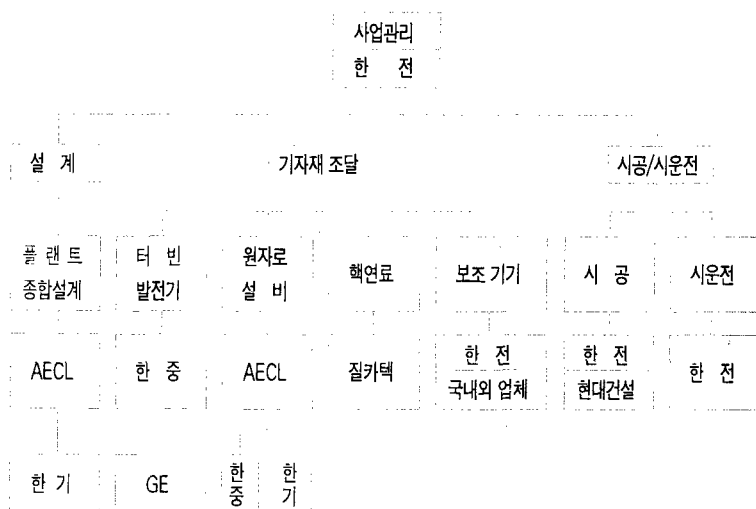 사업관리
한 전
설 계
기자재 조달
시공/시운전
플 랜 트
종합설계
터 빈
발전기
원자로
설 비
핵연료
보조 기기
시 공
시운전
AECL
한 중
AECL
질카텍
한 전
국내외 업체
한 전
현대건설
한 전
한 기
GE
한
중
한
기